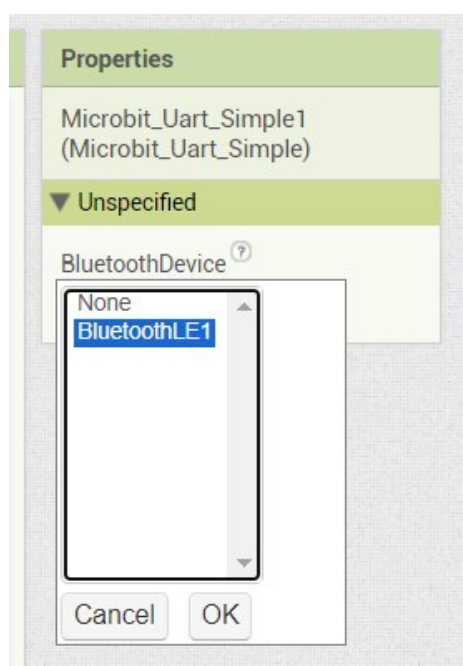 Properties
Microbit_Uart_Simple1
(Microbit_Uart_Simple)
▼ Unspecified
BluetoothDevice ?
None
BluetoothLE1
Cancel OK